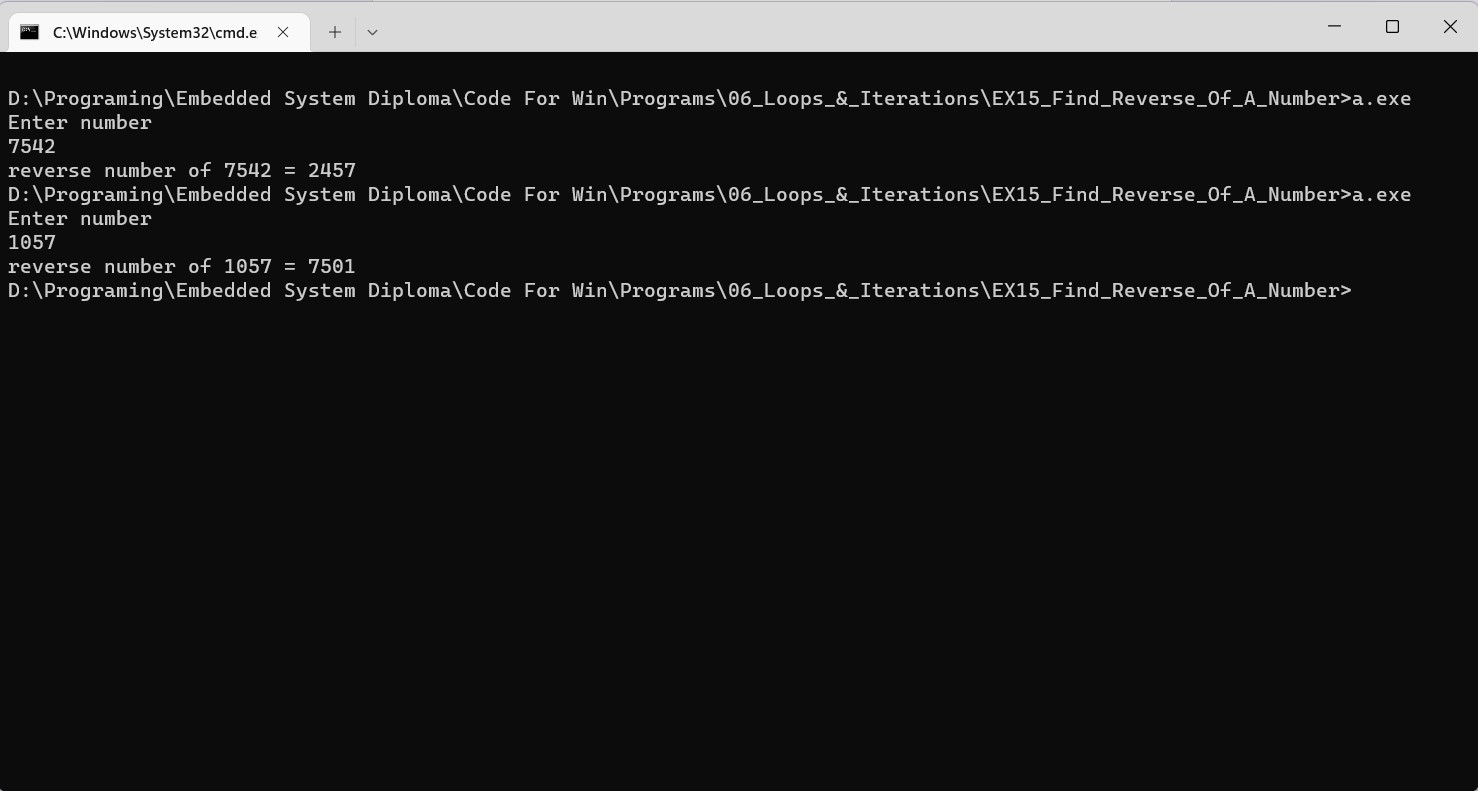 C:\Windows\System32\cmd.e
D:\Programing\Embedded System Diploma\Code For Win\Programs\06_Loops_&_Iterations\EX15_Find_Reverse_Of_A_Number>a.exe
Enter number
7542
reverse number of 7542 = 2457
D:\Programing\Embedded System Diploma\Code For Win\Programs\06_Loops_&_Iterations\EX15_Find_Reverse_Of_A_Number>a.exe
Enter number
1057
reverse number of 1057 = 7501
D:\Programing\Embedded System Diploma\Code For Win\Programs\06_Loops_&_Iterations\EX15_Find_Reverse_Of_A_Number>